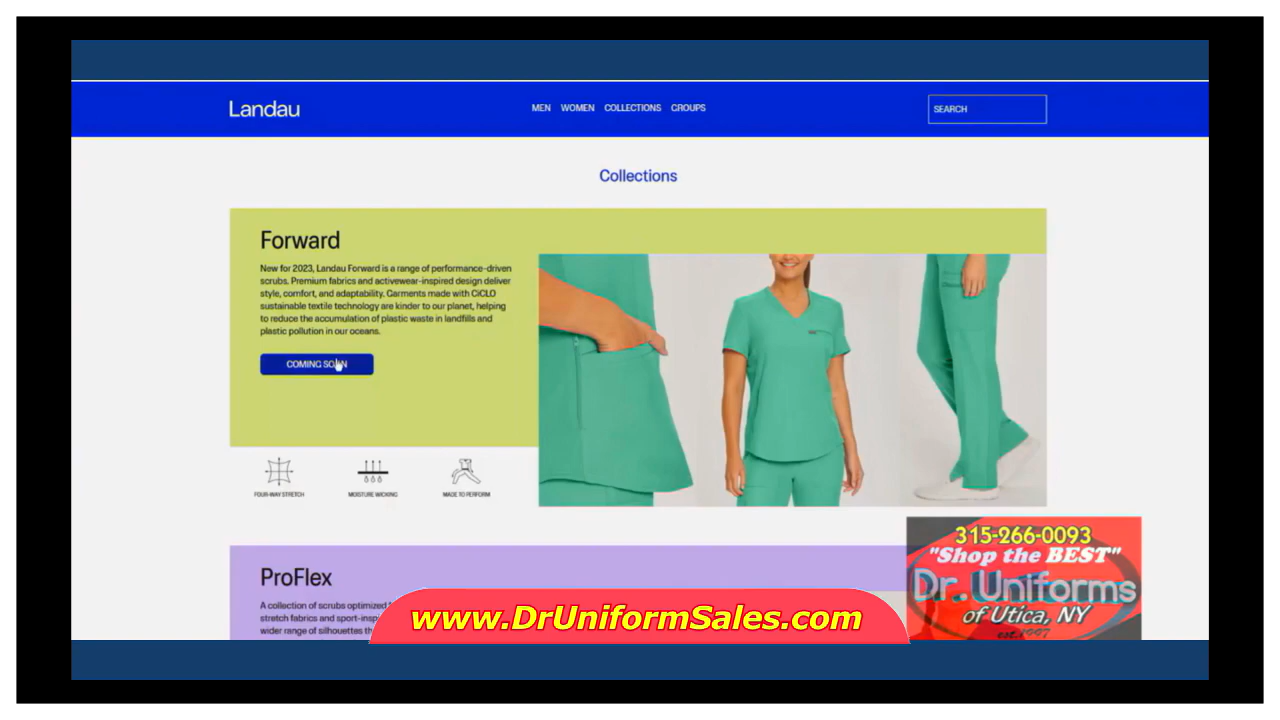 Landau
MEN WOMEN COLLECTIONS GROUPS
SEARCH
Collections
Forward
New for 2023, Landau Forward is a range of performance-driven
scrubs. Premium fabrics and activewear-inspired design deliver
style, comfort, and adaptability. Garments made with CiCLO
sustainable textile technology are kinder to our planet, helping
to reduce the accumulation of plastic waste in landfills and
plastic pollution in our oceans.
COMING SOON
FOUR-WAY STRETCH
MOISTURE WICKING
MADE TO PERFORM
315-266-0093
"Shop the BEST"
Dr. Uniforms
of Utica, NY
est.1997
ProFlex
A collection of scrubs optimized
stretch fabrics and sport-insp
wider range of silhouettes th
www.DrUniformSales.com